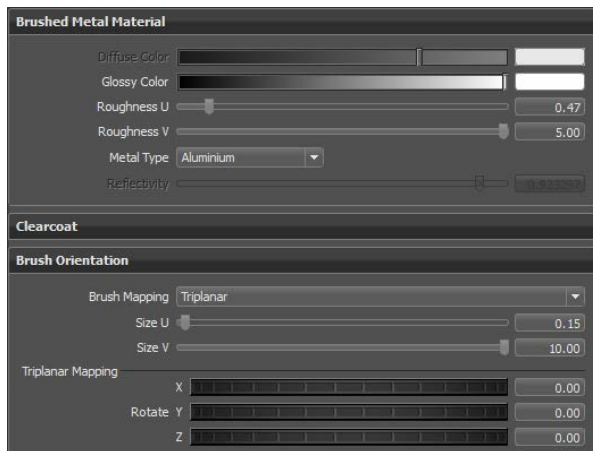 Brushed Metal Material
Diffuse Color
Glossy Color
Roughness U 0.47
Roughness V 5.00
Metal Type Aluminium
Reflectivity 0.923297
Clearcoat
Brush Orientation
Brush Mapping Triplanar
Size U 0.15
Size V 10.00
Triplanar Mapping
X 0.00
Rotate Y 0.00
Z 0.00